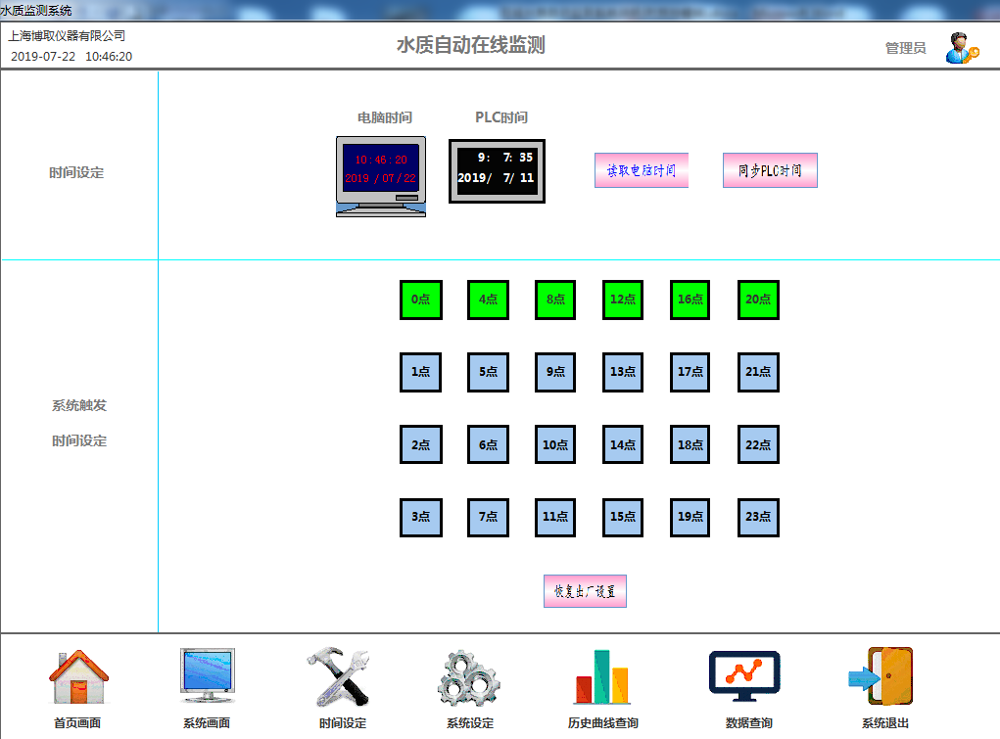 水质监测系统
上海博取仪器有限公司
2019-07-22 10:46:20
水质自动在线监测
管理员
电脑时间 PLC时间
时间设定
10:46:20
2019 /07/22
9: 7: 35
2019/ 7/ 11
读取电脑时间 同步PLC时间
0点 4点 8点 12点 16点 20点
1点 5点 9点 13点 17点 21点
系统触发
时间设定
2点 6点 10点 14点 18点 22点
3点 7点 11点 15点 19点 23点
恢复出厂设置
首页画面 系统画面 时间设定 系统设定 历史曲线查询 数据查询 系统退出